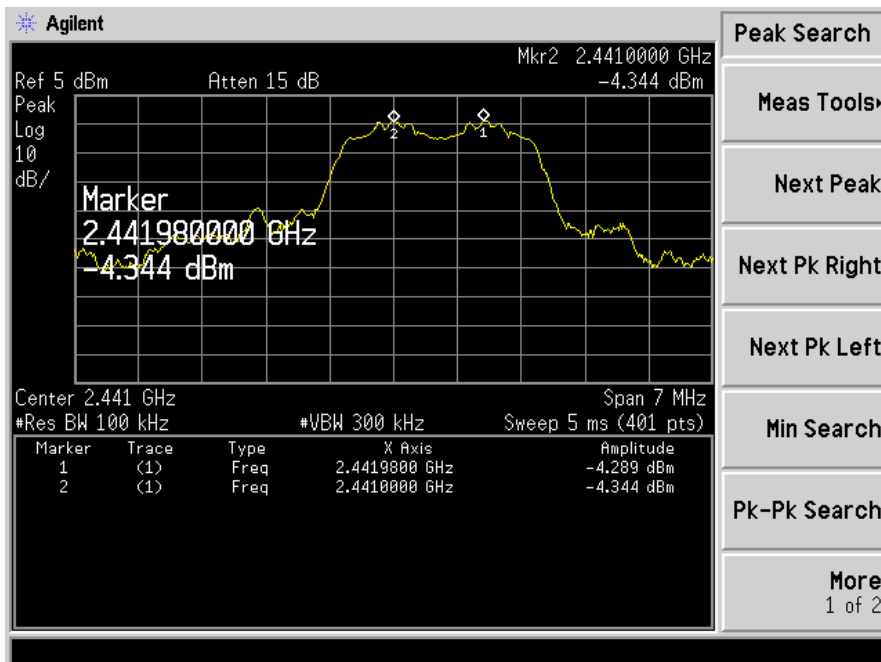 Agilent
Peak Search
Mkr2 2.4410000 GHz
Ref 5 dBm Atten 15 dB -4.344 dBm
Peak
Log
10
dB/
2 1
Marker
2.441980000 GHz
-4.344 dBm
Center 2.441 GHz Span 7 MHz
#Res BW 100 kHz #VBW 300 kHz Sweep 5 ms (401 pts)
Marker Trace Type X Axis Amplitude
1 (1) Freq 2.4419800 GHz -4.289 dBm
2 (1) Freq 2.4410000 GHz -4.344 dBm
Meas Tools
Next Peak
Next Pk Right
Next Pk Left
Min Search
Pk-Pk Search
More
1 of 2